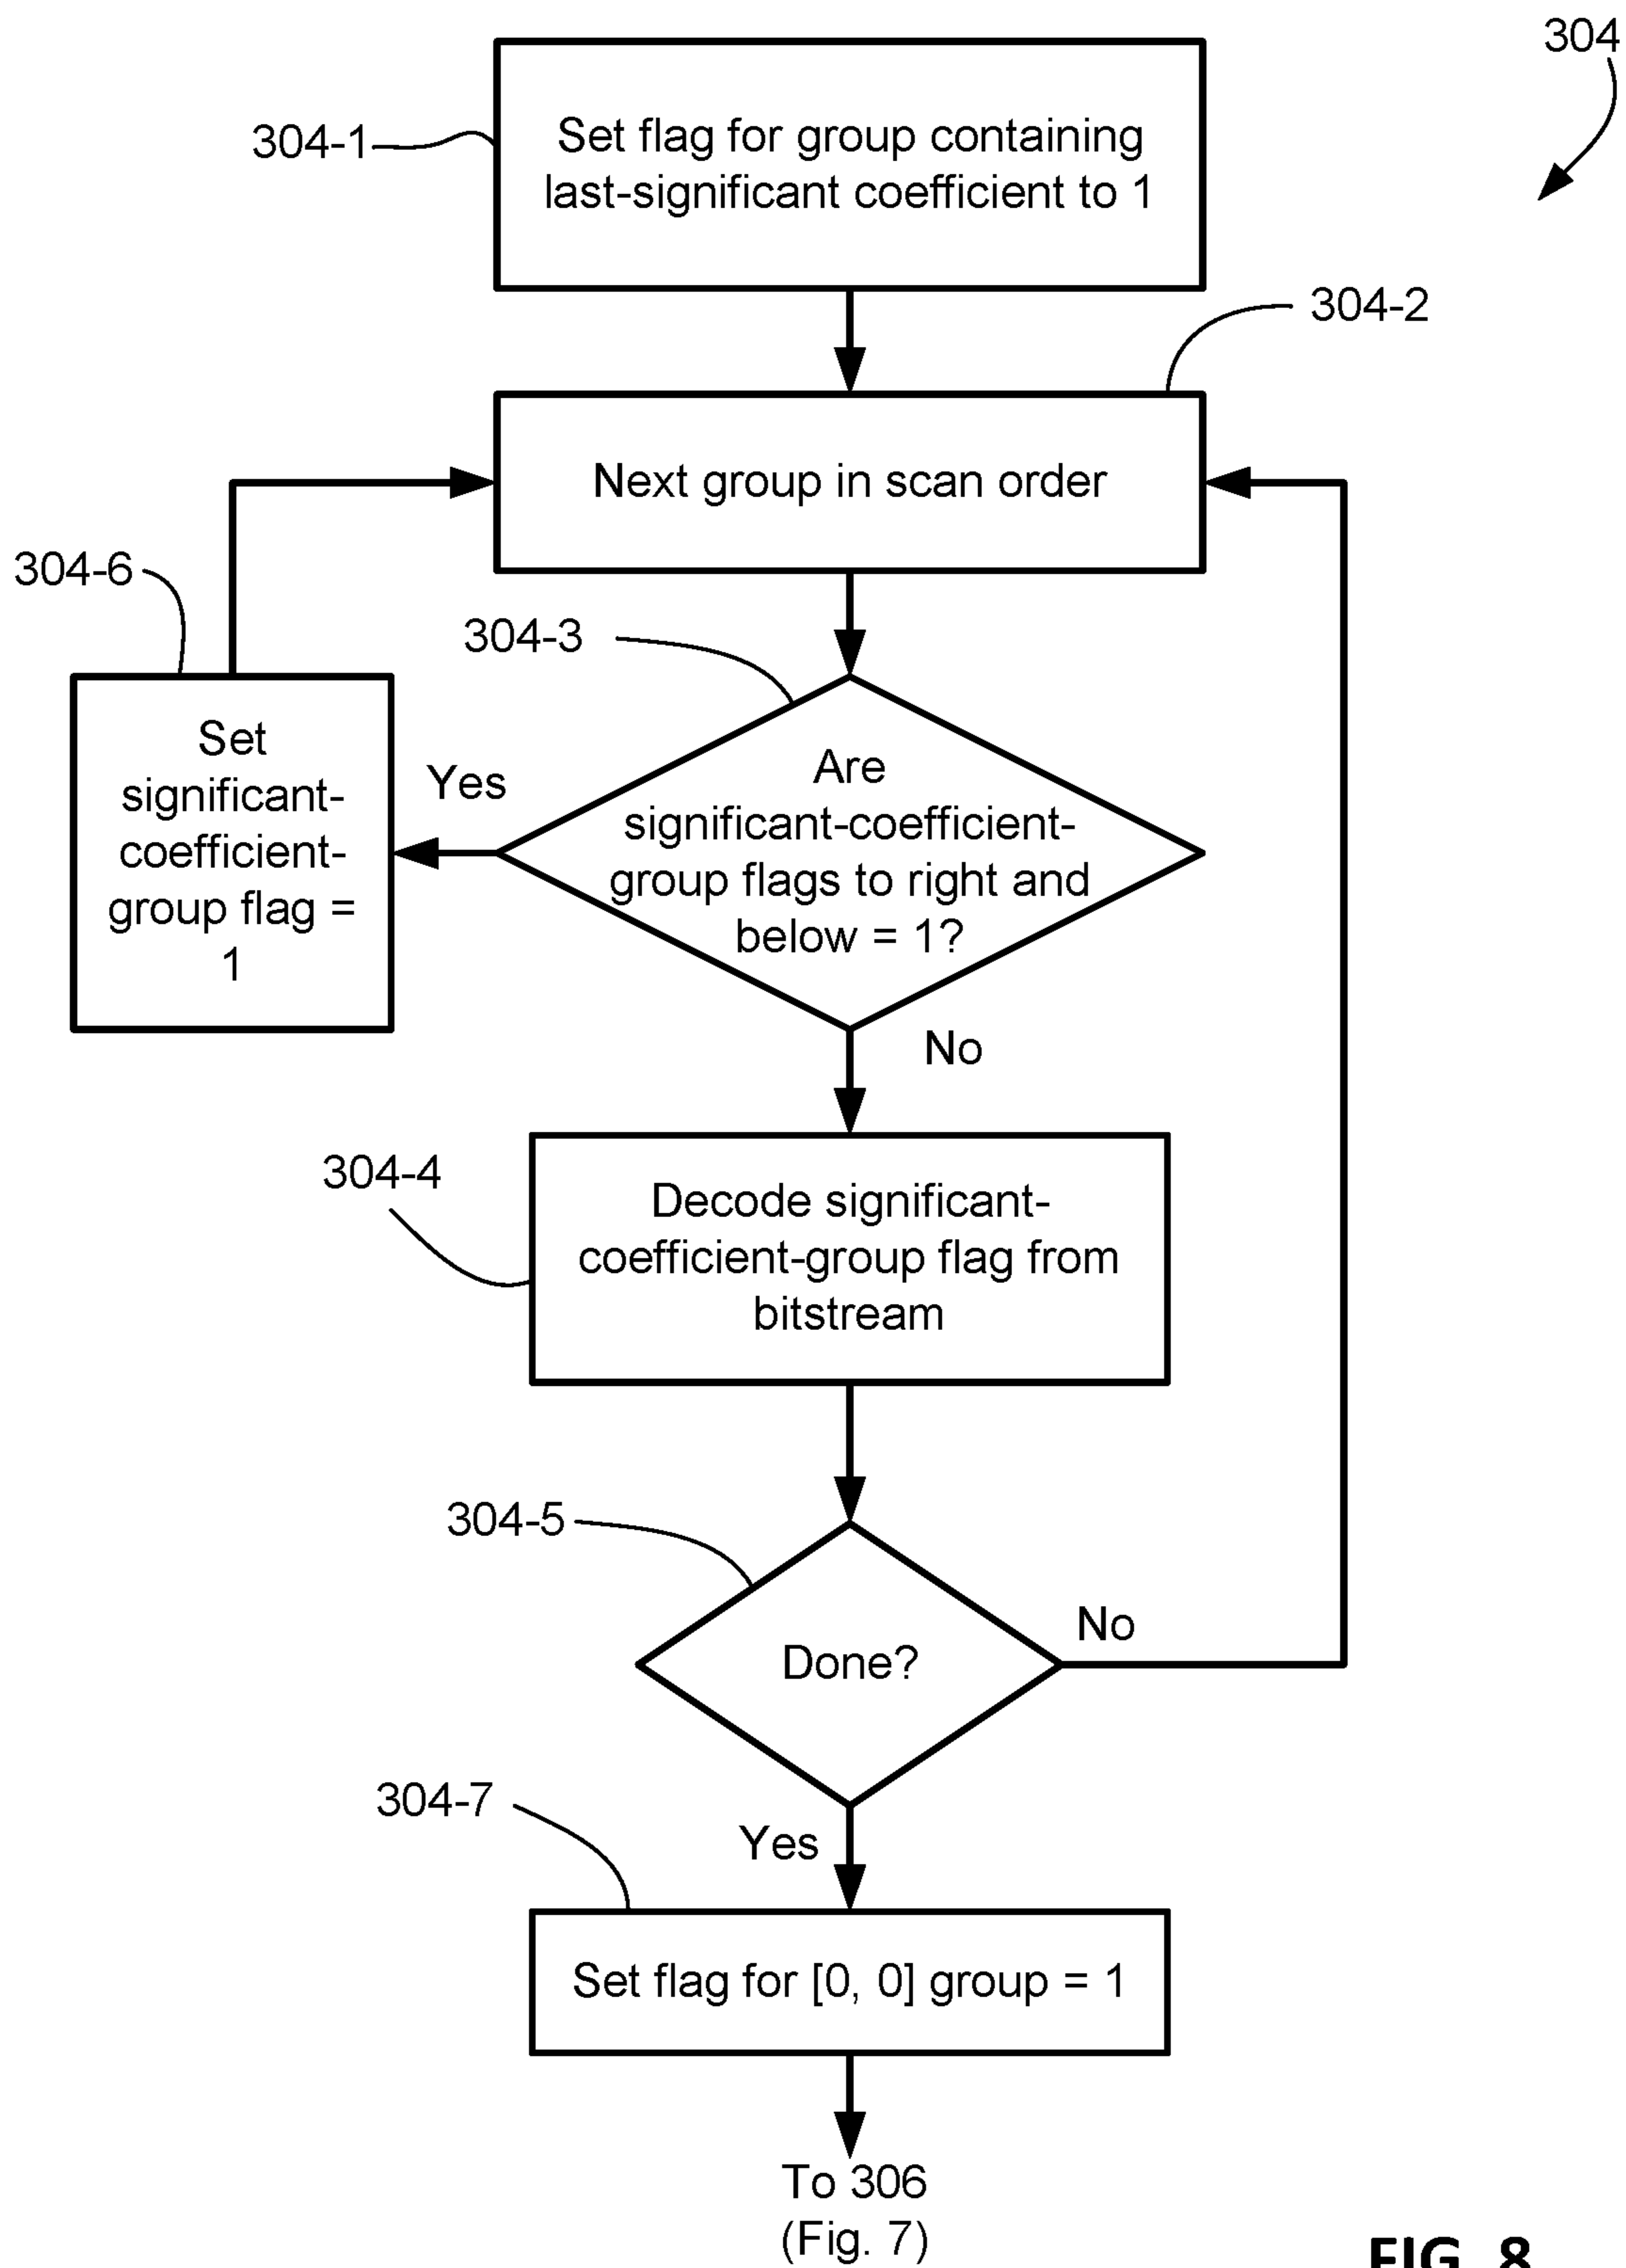 304
304-1
Set flag for group containing
last-significant coefficient to 1
304-2
Next group in scan order
304-6
304-3
Set
significant-
coefficient-
group flag =
1
Yes
Are
significant-coefficient-
group flags to right and
below = 1?
No
304-4
Decode significant-
coefficient-group flag from
bitstream
304-5
Done?
No
304-7
Yes
Set flag for [0, 0] group = 1
To 306
(Fig. 7)
FIG. 8